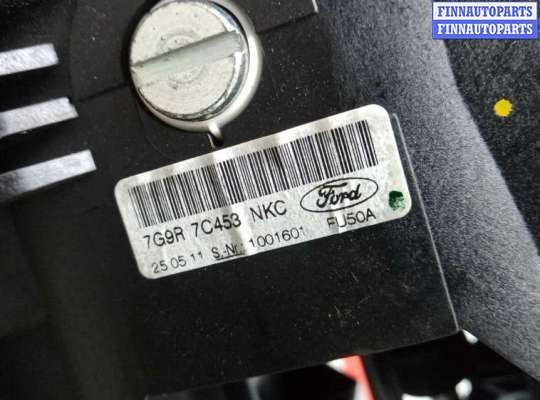 FINNAUTOPARTS
FINNAUTOPARTS
7G9R 7C453 NKC Ford
25 05 11 S.-Nr.: 1001601 FU50A